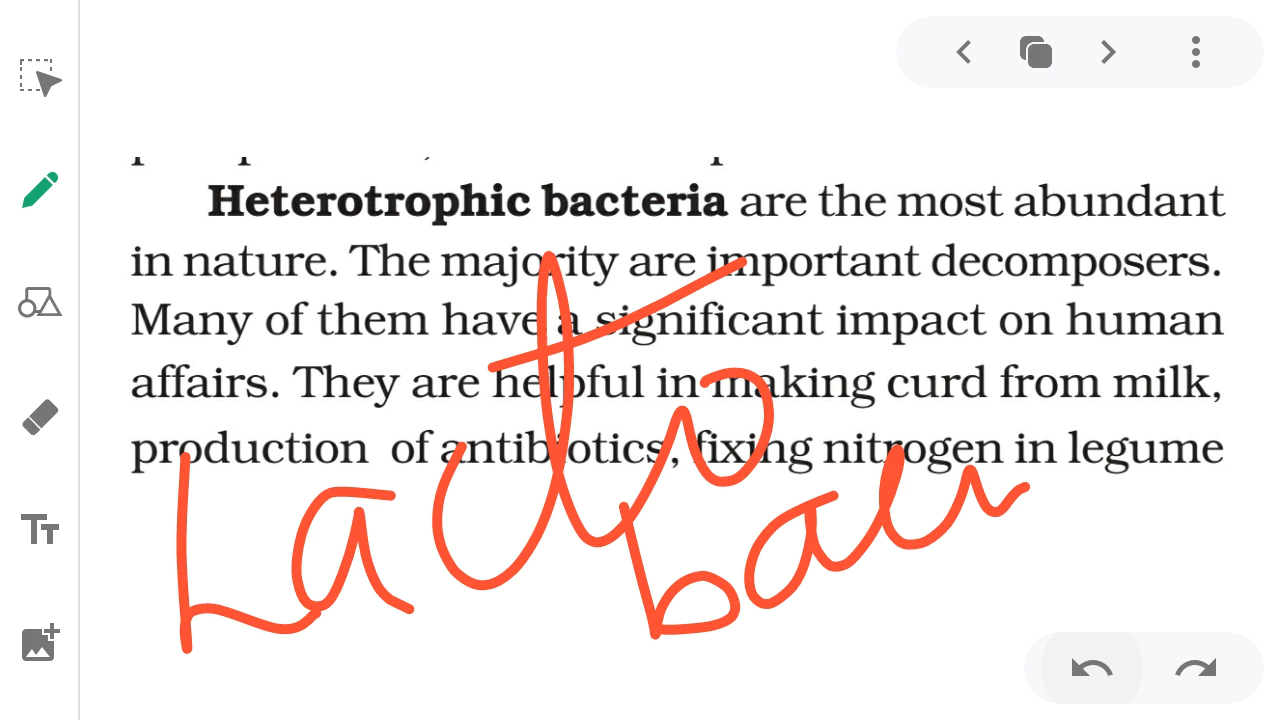 Heterotrophic bacteria are the most abundant
in nature. The majority are important decomposers.
Many of them have a significant impact on human
affairs. They are helpful in making curd from milk,
production of antibiotics, fixing nitrogen in legume
Lacto